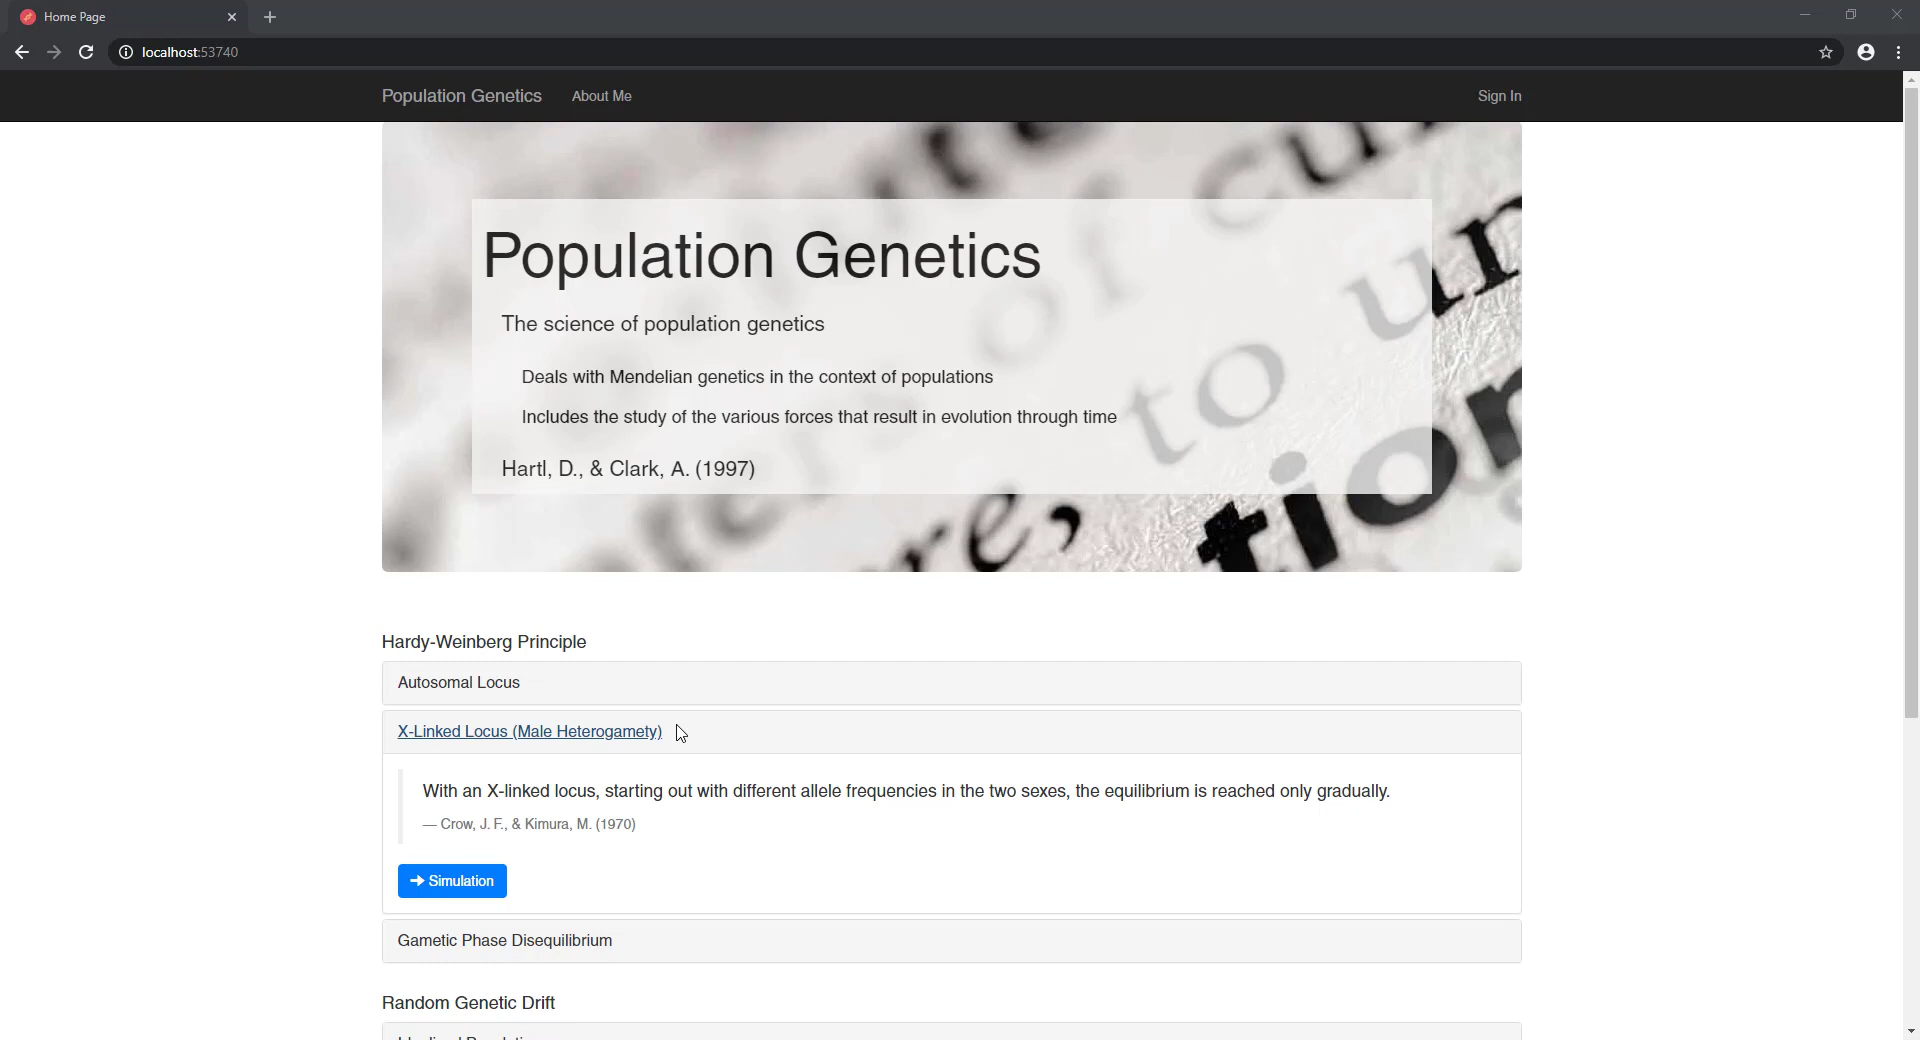 Home Page
localhost:53740
Population Genetics
About Me
Sign In
Population Genetics
The science of population genetics
Deals with Mendelian genetics in the context of populations
Includes the study of the various forces that result in evolution through time
Hartl, D., & Clark, A. (1997)
of
to
re,
tion
Hardy-Weinberg Principle
Autosomal Locus
X-Linked Locus (Male Heterogamety)
With an X-linked locus, starting out with different allele frequencies in the two sexes, the equilibrium is reached only gradually.
— Crow, J. F., & Kimura, M. (1970)
Simulation
Gametic Phase Disequilibrium
Random Genetic Drift